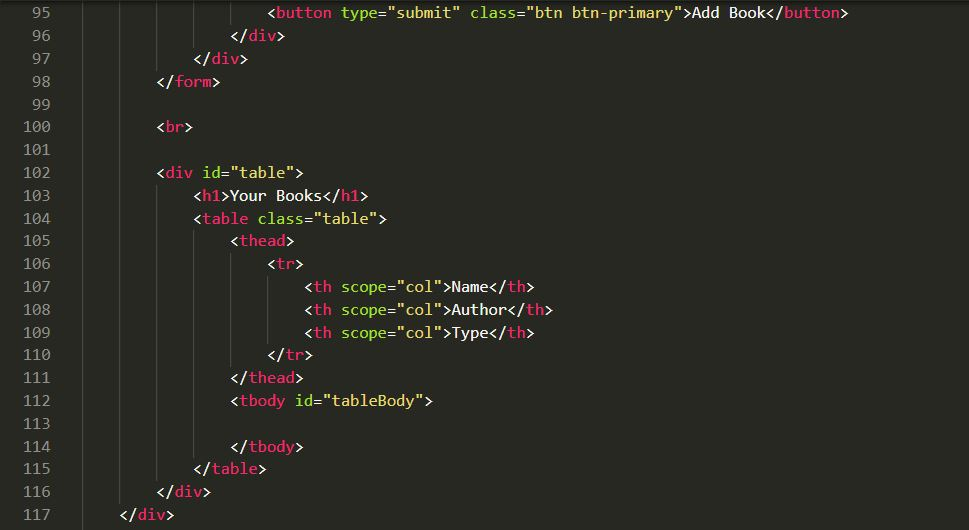 95                        <button type="submit" class="btn btn-primary">Add Book</button>
96                    </div>
97                </div>
98            </form>
99
100            <br>
101
102            <div id="table">
103                <h1>Your Books</h1>
104                <table class="table">
105                    <thead>
106                        <tr>
107                            <th scope="col">Name</th>
108                            <th scope="col">Author</th>
109                            <th scope="col">Type</th>
110                        </tr>
111                    </thead>
112                    <tbody id="tableBody">
113
114                    </tbody>
115                </table>
116            </div>
117        </div>